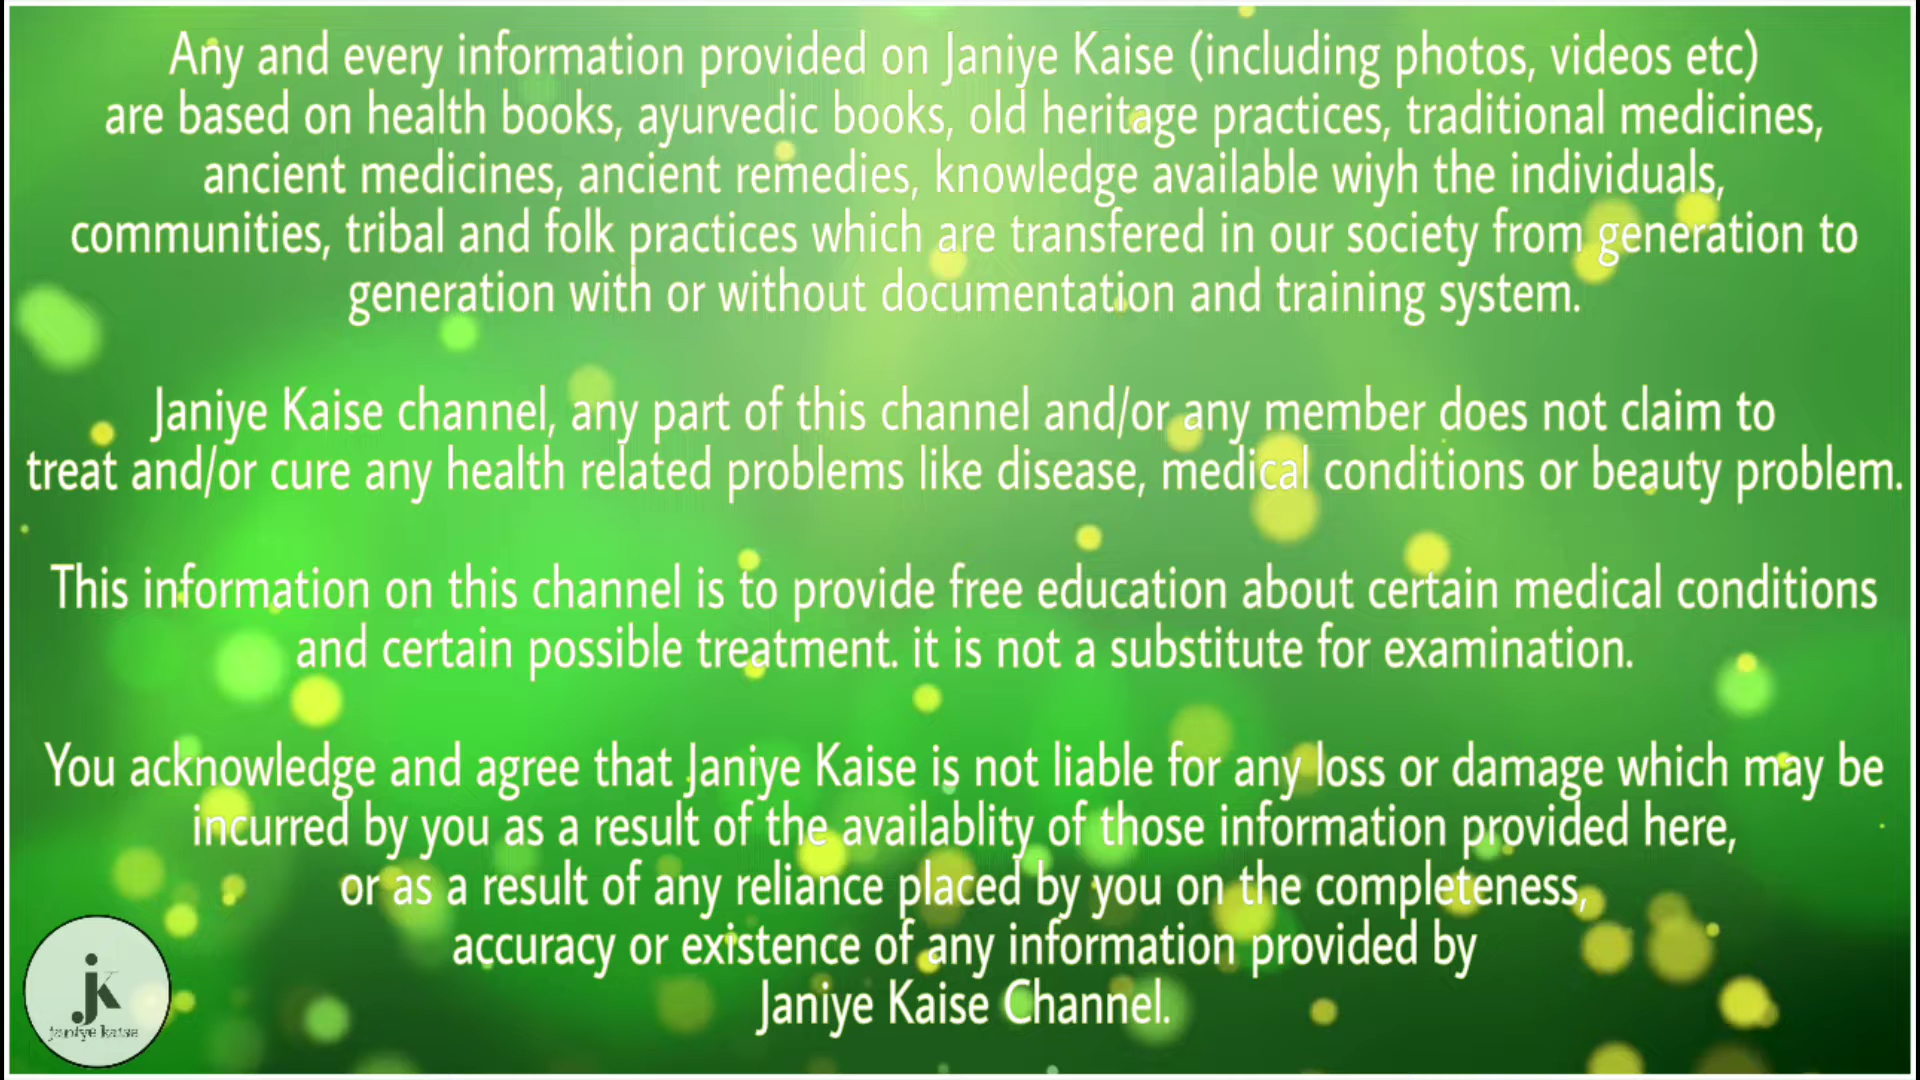 Any and every information provided on Janiye Kaise (including photos, videos etc)
are based on health books, ayurvedic books, old heritage practices, traditional medicines,
ancient medicines, ancient remedies, knowledge available wiyh the individuals,
communities, tribal and folk practices which are transfered in our society from generation to
generation with or without documentation and training system.
Janiye Kaise channel, any part of this channel and/or any member does not claim to
treat and/or cure any health related problems like disease, medical conditions or beauty problem.
This information on this channel is to provide free education about certain medical conditions
and certain possible treatment. it is not a substitute for examination.
You acknowledge and agree that Janiye Kaise is not liable for any loss or damage which may be
incurred by you as a result of the availablity of those information provided here,
or as a result of any reliance placed by you on the completeness,
accuracy or existence of any information provided by
Janiye Kaise Channel.
jk
janiye kaise